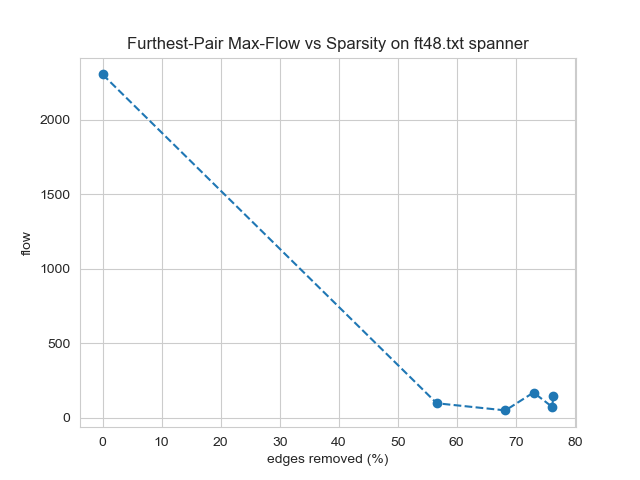 Furthest-Pair Max-Flow vs Sparsity on ft48.txt spanner
flow
2000
1500
1000
500
0
0 10 20 30 40 50 60 70 80
edges removed (%)